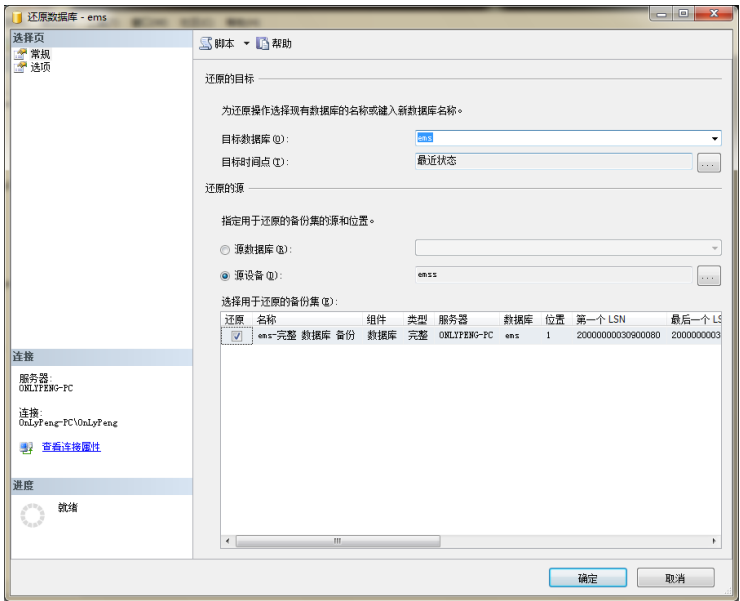 还原数据库 - ems
选择页
常规
选项
脚本
帮助
还原的目标
为还原操作选择现有数据库的名称或键入新数据库名称。
目标数据库(O):
ems
目标时间点(T):
最近状态
...
还原的源
指定用于还原的备份集的源和位置。
源数据库(R):
源设备(D):
emss
...
选择用于还原的备份集(E):
还原 名称 组件 类型 服务器 数据库 位置 第一个 LSN 最后一个 LS
ems-完整 数据库 备份 数据库 完整 ONLYPENG-PC ems 1 20000000030900080 2000000003
连接
服务器:
ONLYPENG-PC
连接:
OnLyPeng-PC\OnLyPeng
查看连接属性
进度
就绪
确定
取消